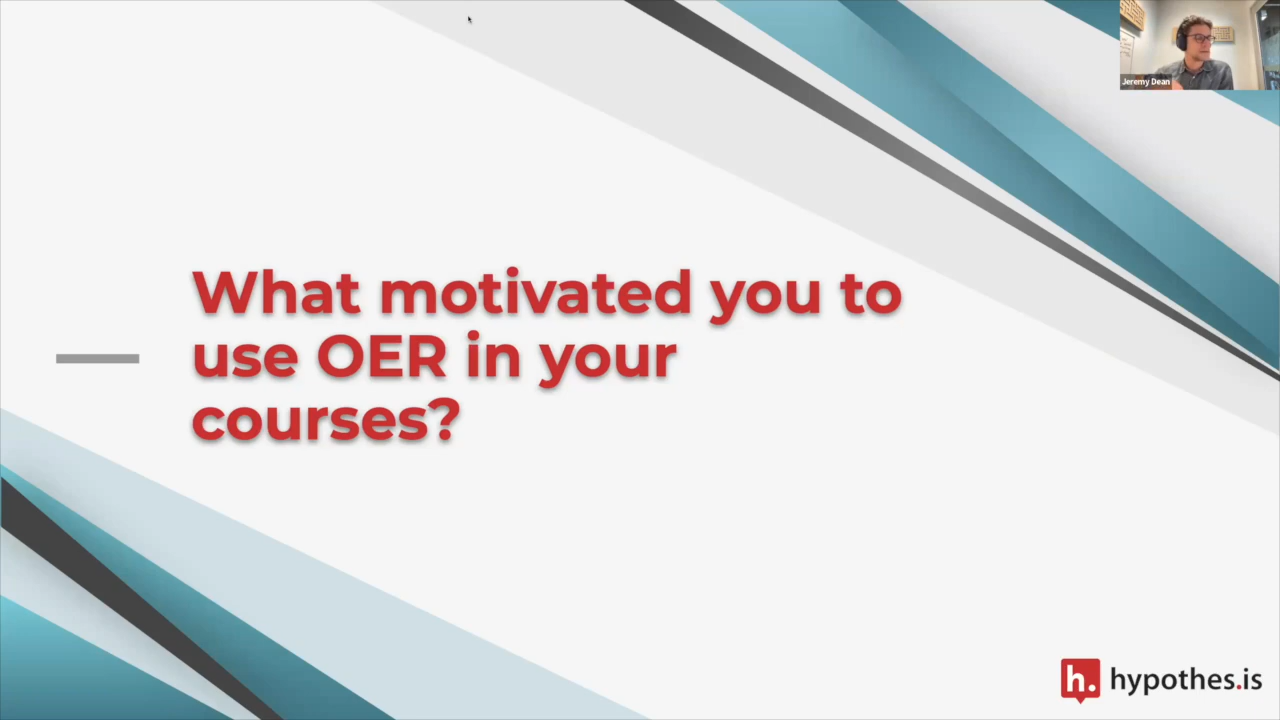 Jeremy Dean
What motivated you to
use OER in your
courses?
h. hypothes.is